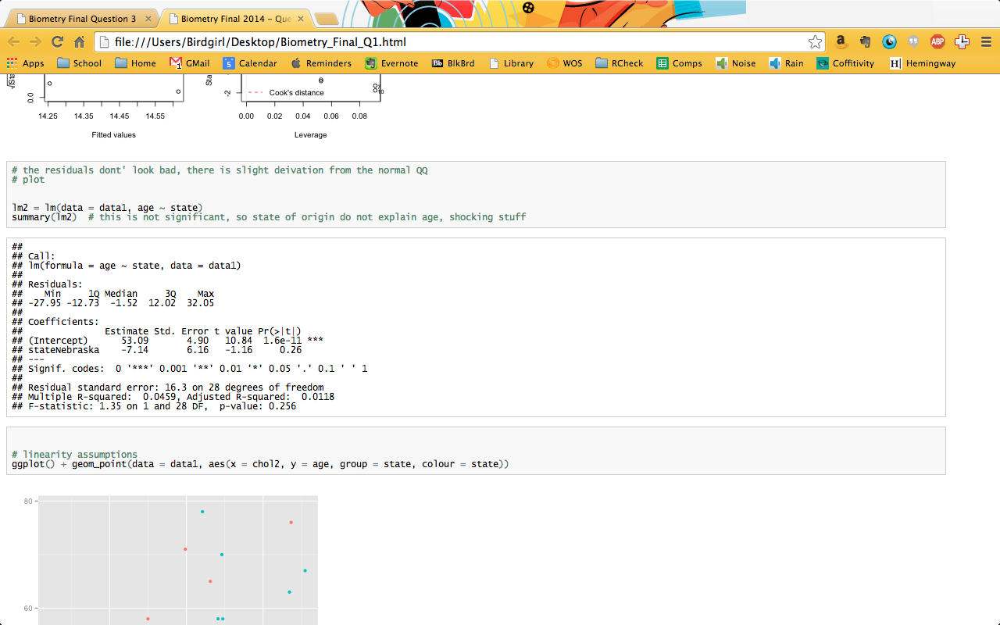 Biometry Final Question 3
Biometry Final 2014 – Que
file:///Users/Birdgirl/Desktop/Biometry_Final_Q1.html
Apps School Home GMail Calendar Reminders Evernote BlkBrd Library WOS RCheck Comps Noise Rain Coffitivity Hemingway
0.0
14.25 14.35 14.45 14.55
Fitted values
-2
Cook's distance
0.00 0.02 0.04 0.06 0.08
Leverage
# the residuals dont' look bad, there is slight deivation from the normal QQ
# plot
lm2 = lm(data = data1, age ~ state)
summary(lm2)  # this is not significant, so state of origin do not explain age, shocking stuff
##
## Call:
## lm(formula = age ~ state, data = data1)
##
## Residuals:
##    Min     1Q Median     3Q    Max
## -27.95 -12.73  -1.52  12.02  32.05
##
## Coefficients:
##               Estimate Std. Error t value Pr(>|t|)
## (Intercept)      53.09       4.90   10.84  1.6e-11 ***
## stateNebraska    -7.14       6.16   -1.16     0.26
## ---
## Signif. codes:  0 '***' 0.001 '**' 0.01 '*' 0.05 '.' 0.1 ' ' 1
##
## Residual standard error: 16.3 on 28 degrees of freedom
## Multiple R-squared:  0.0459, Adjusted R-squared:  0.0118
## F-statistic: 1.35 on 1 and 28 DF,  p-value: 0.256
# linearity assumptions
ggplot() + geom_point(data = data1, aes(x = chol2, y = age, group = state, colour = state))
80
60